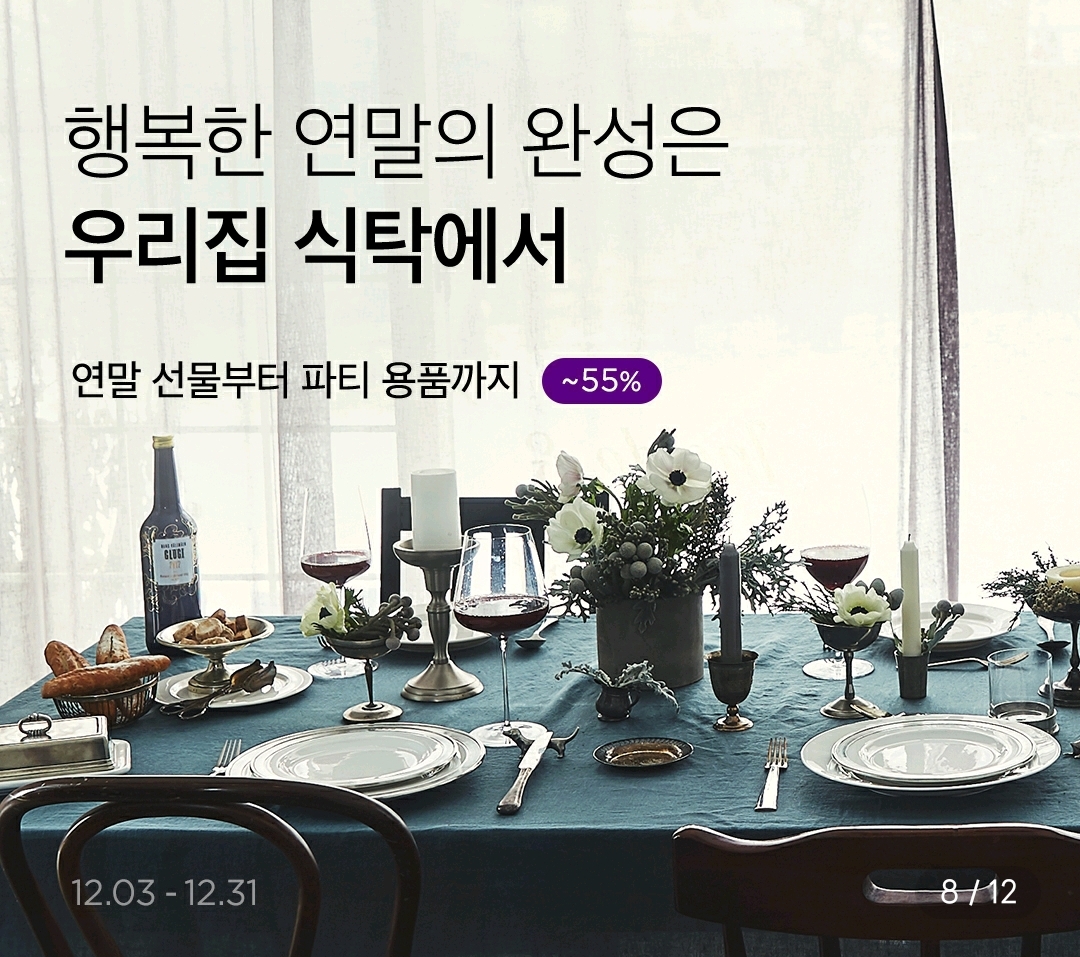 행복한 연말의 완성은
우리집 식탁에서
연말 선물부터 파티 용품까지 ~55%
GLÖGI
12.03 - 12.31
8 / 12